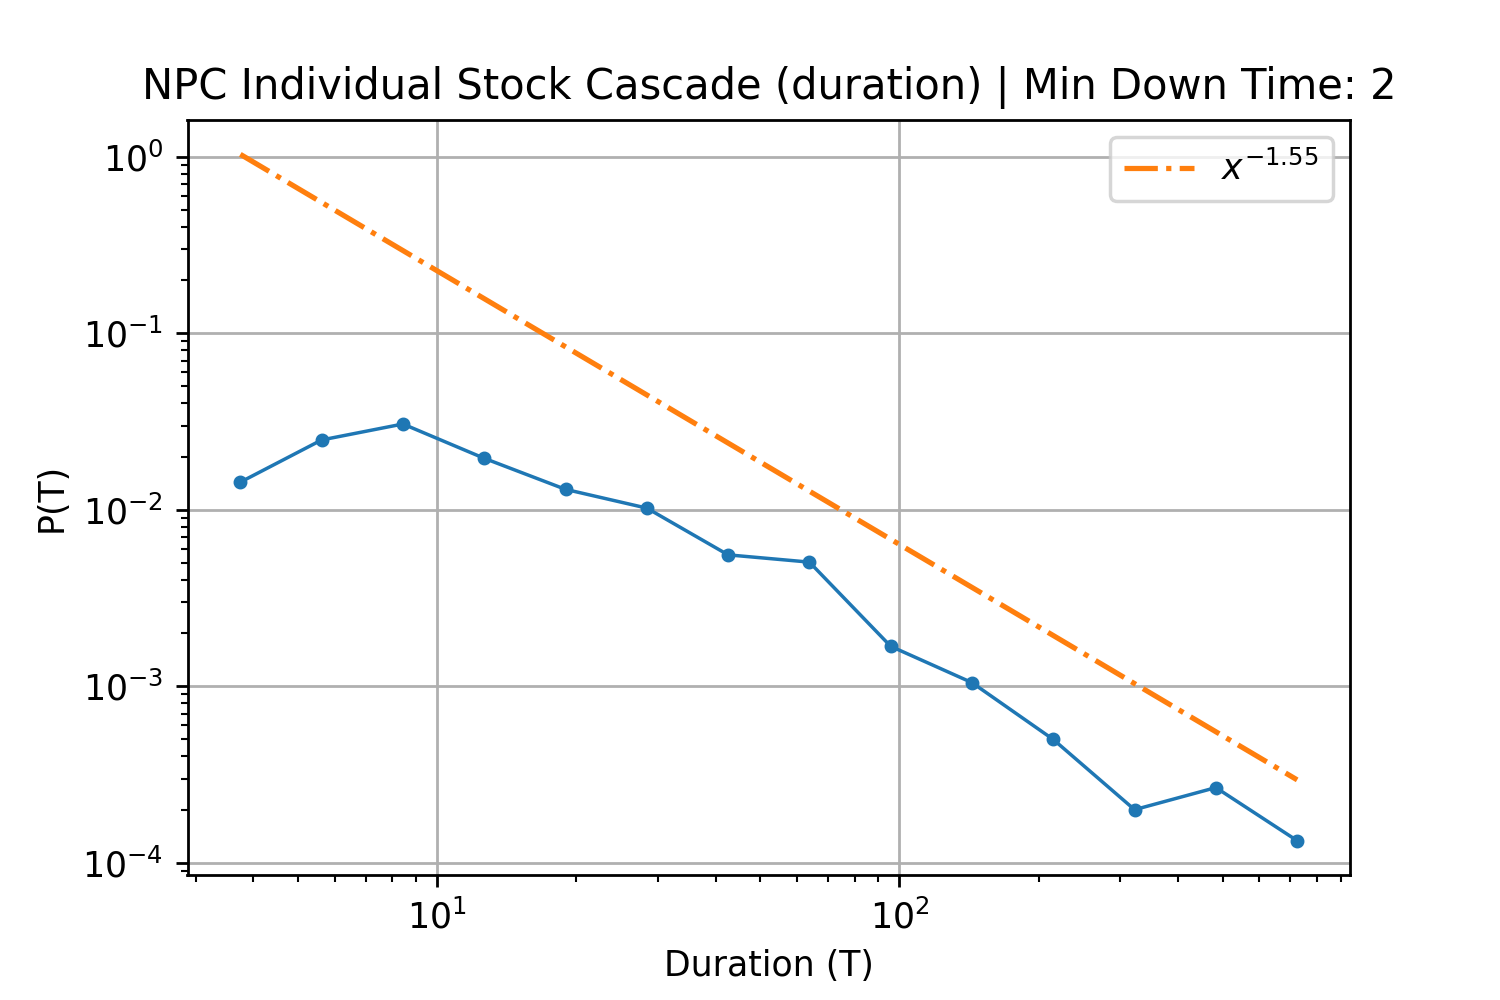 NPC Individual Stock Cascade (duration) | Min Down Time: 2
x^{-1.55}
10^0
10^{-1}
10^{-2}
10^{-3}
10^{-4}
P(T)
10^1 10^2
Duration (T)